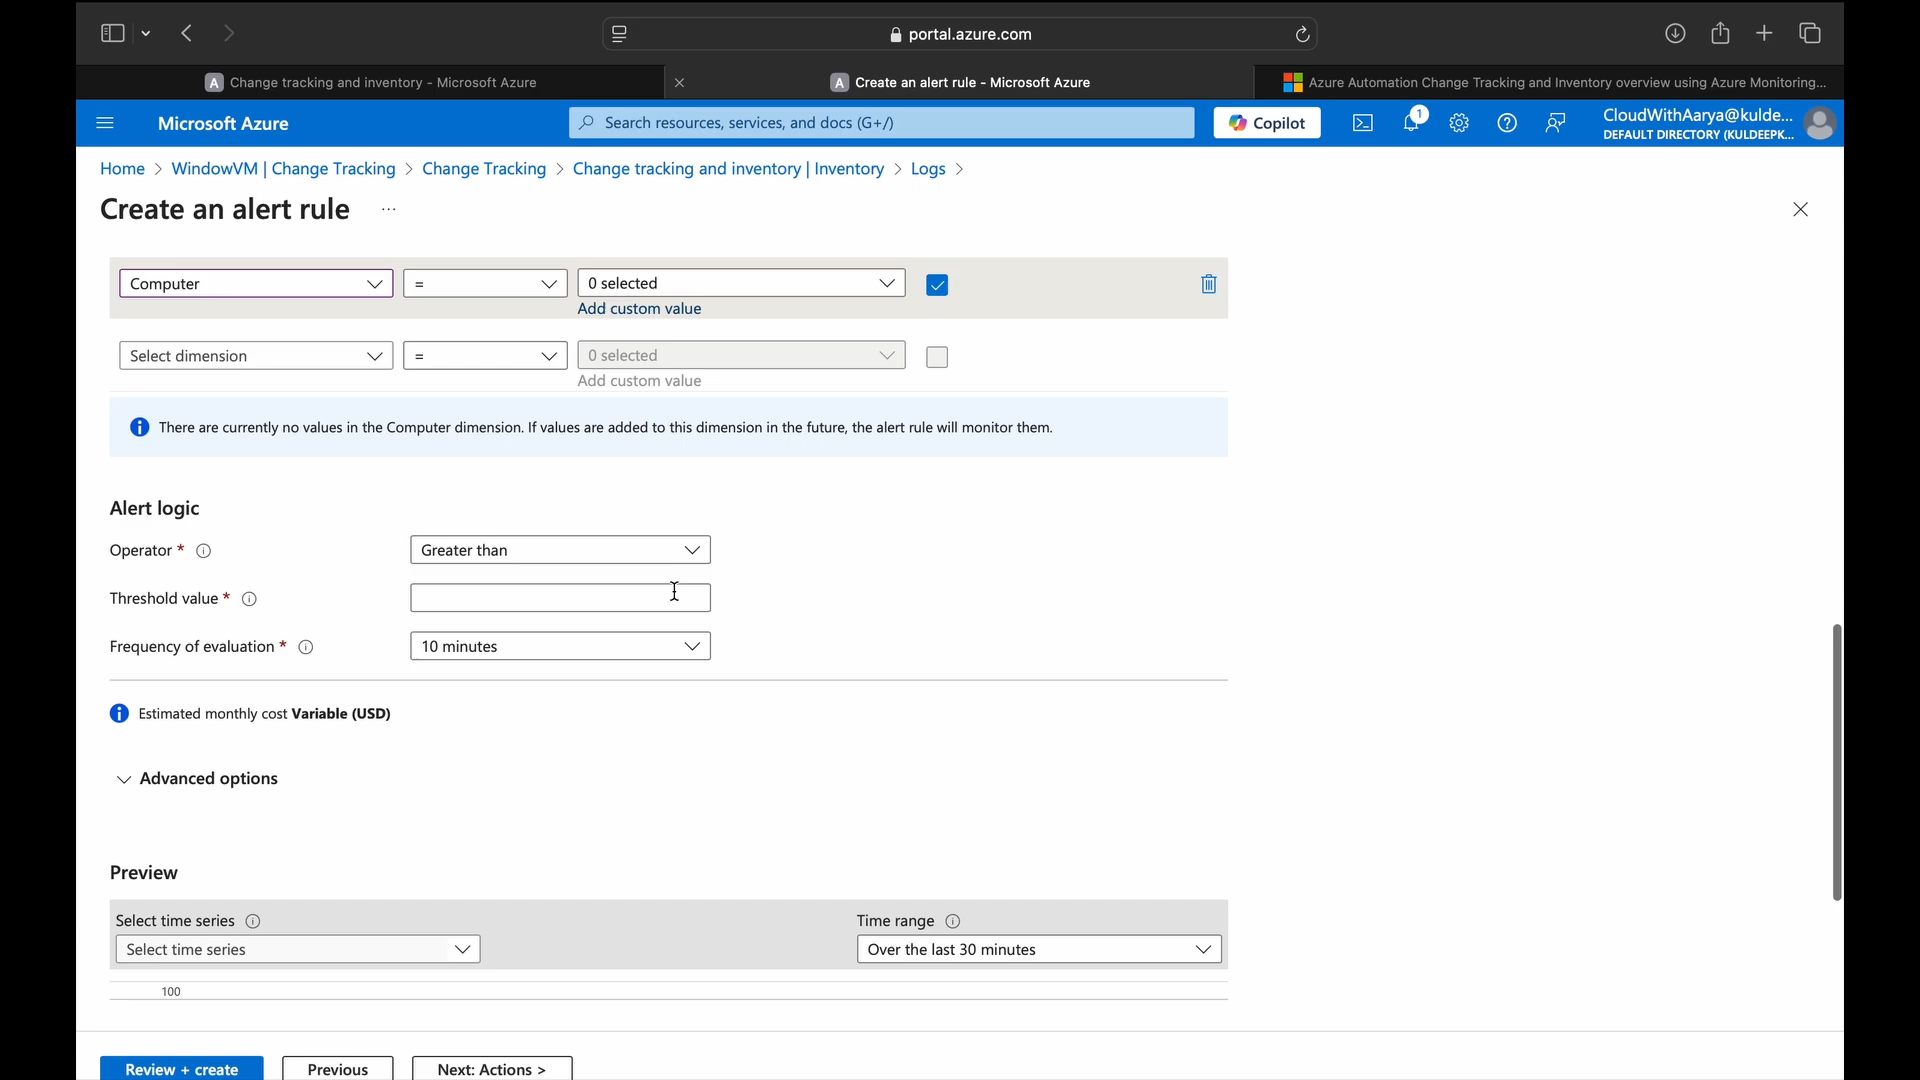 portal.azure.com
Change tracking and inventory - Microsoft Azure
Create an alert rule - Microsoft Azure
Azure Automation Change Tracking and Inventory overview using Azure Monitoring...
Microsoft Azure
Search resources, services, and docs (G+/)
Copilot
1
CloudWithAarya@kulde...
DEFAULT DIRECTORY (KULDEEPK...
Home > WindowVM | Change Tracking > Change Tracking > Change tracking and inventory | Inventory > Logs >
Create an alert rule ...
Computer = 0 selected
Add custom value
Select dimension = 0 selected
Add custom value
There are currently no values in the Computer dimension. If values are added to this dimension in the future, the alert rule will monitor them.
Alert logic
Operator * Greater than
Threshold value *
Frequency of evaluation * 10 minutes
Estimated monthly cost Variable (USD)
Advanced options
Preview
Select time series Time range
Select time series Over the last 30 minutes
100
Review + create Previous Next: Actions >